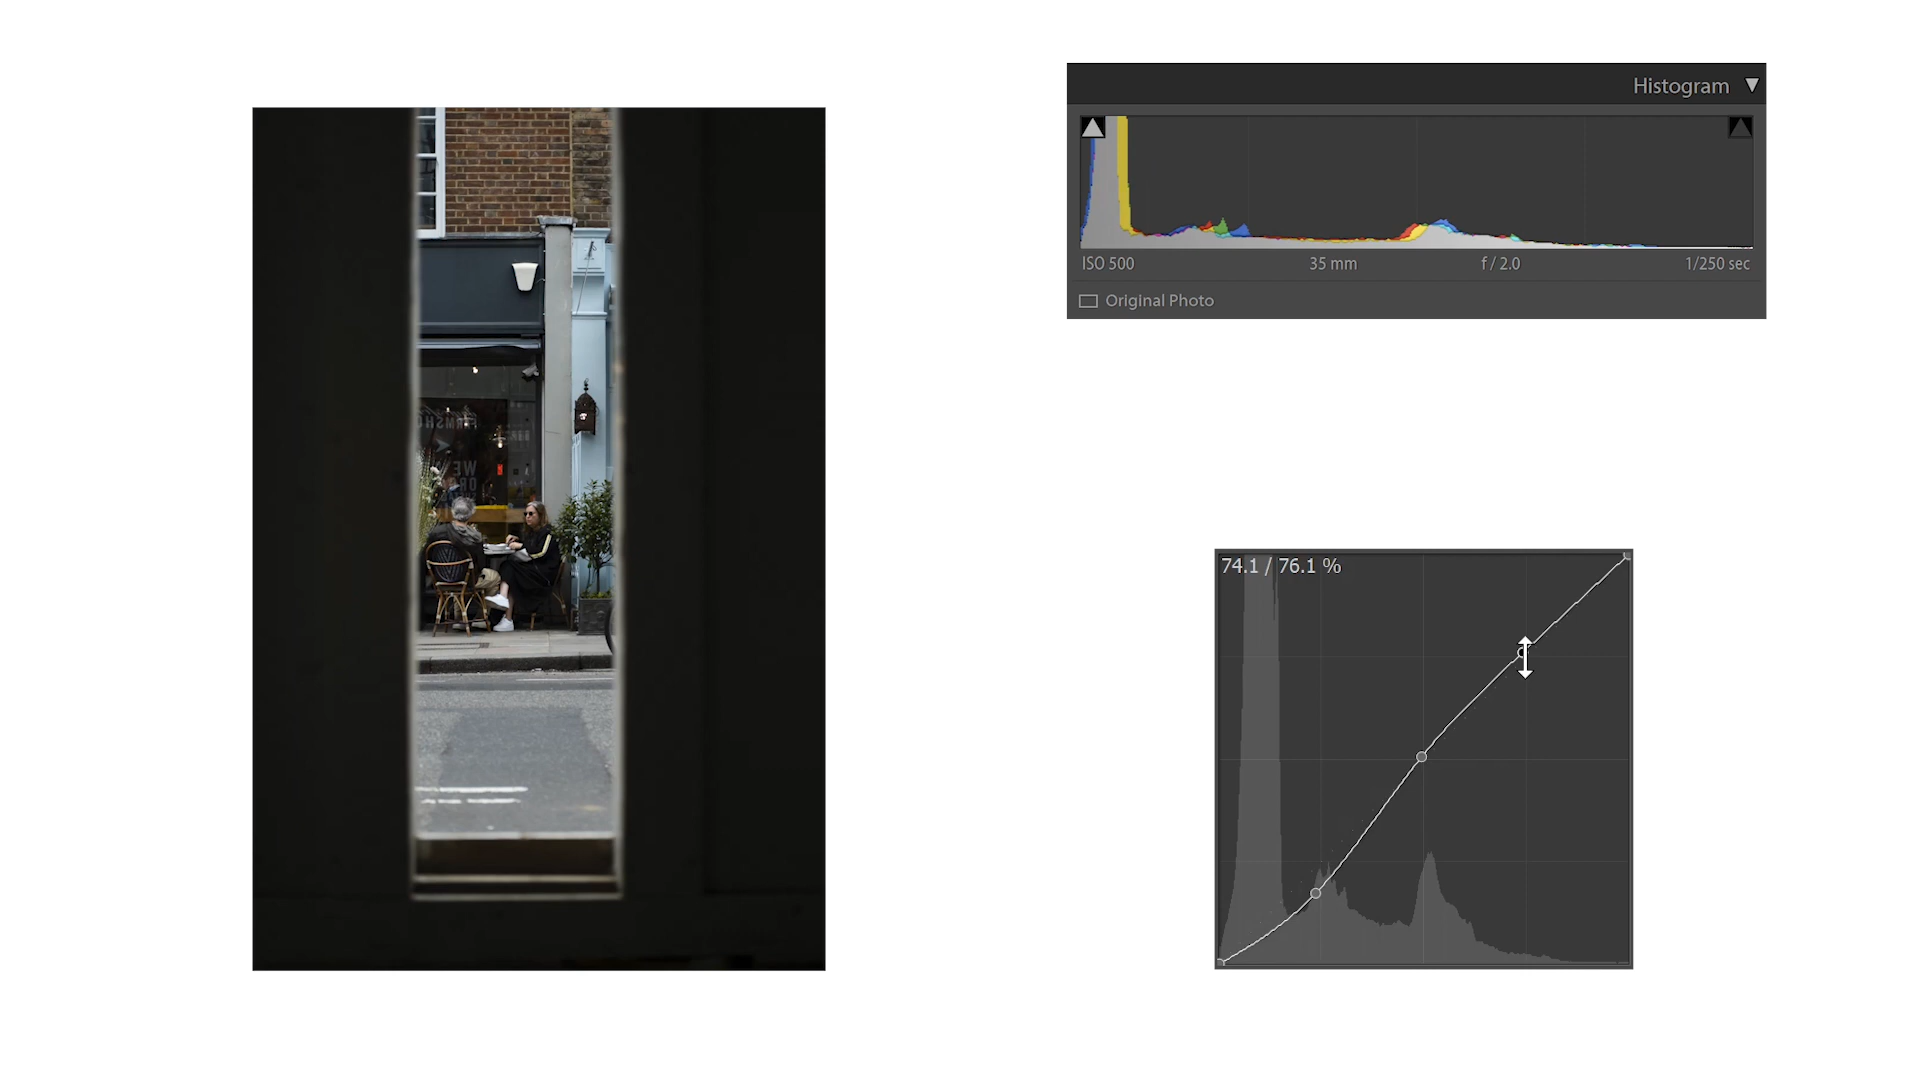 Histogram
ISO 500 35 mm f / 2.0 1/250 sec
Original Photo
74.1 / 76.1 %